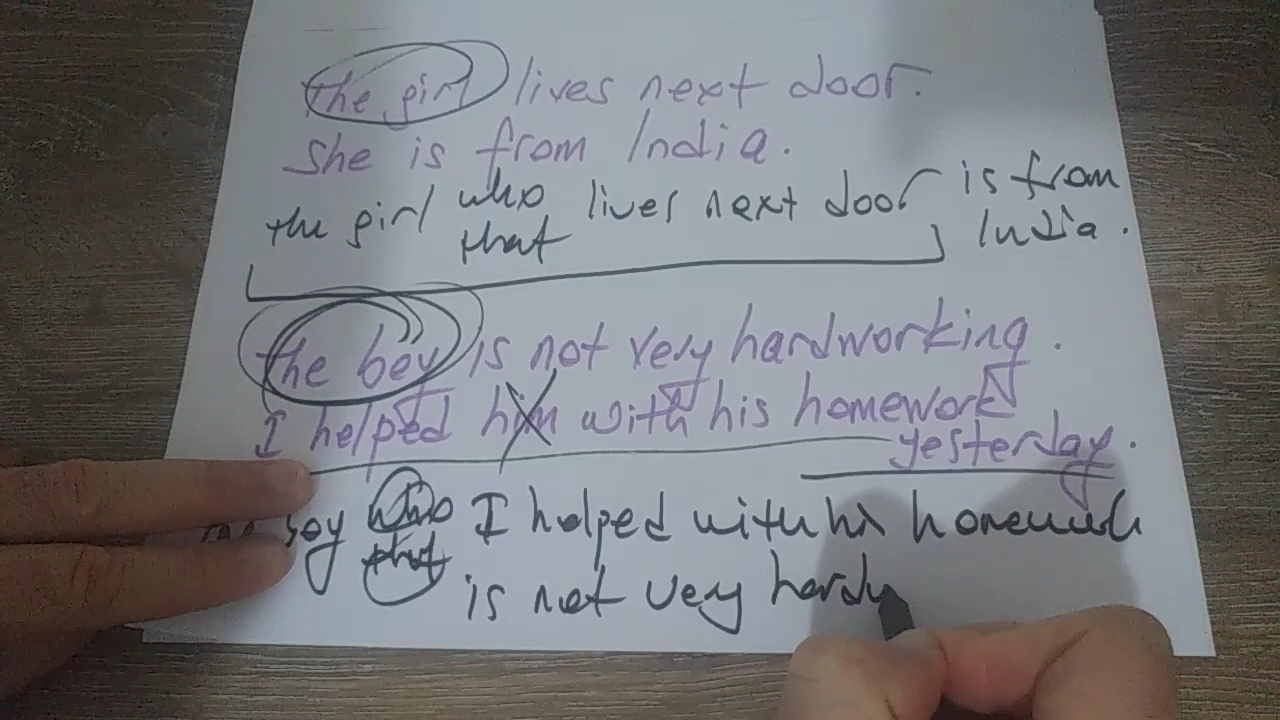 the girl lives next door.
She is from India.
the girl who lives next door is from
that India.
the boy is not very hardworking.
I helped him with his homework
yesterday.
boy who I helped with his homework
that
is not very hardw